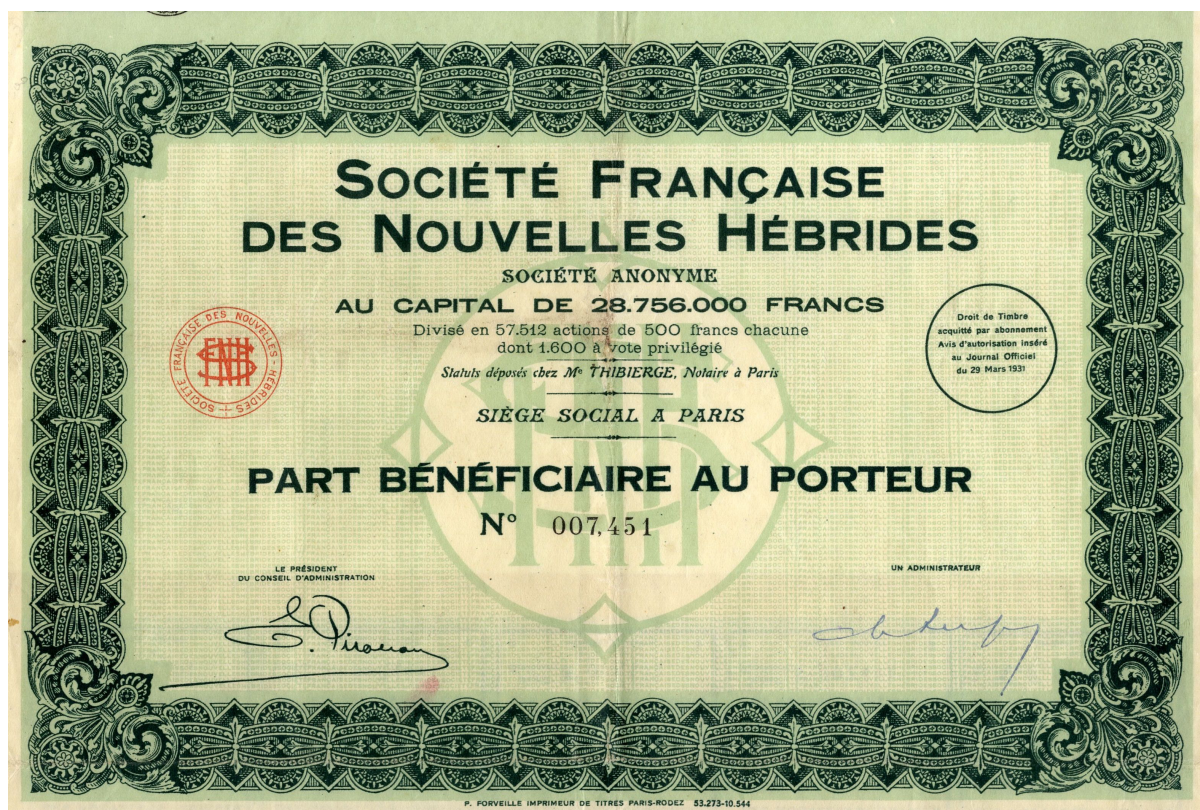 SOCIÉTÉ FRANÇAISE
DES NOUVELLES HÉBRIDES
SOCIÉTÉ ANONYME
AU CAPITAL DE 28.756.000 FRANCS
Divisé en 57.512 actions de 500 francs chacune
dont 1.600 à vote privilégié
Statuts déposés chez Me THIBIERGE, Notaire à Paris
SIÈGE SOCIAL A PARIS
SOCIÉTÉ FRANÇAISE DES NOUVELLES-HÉBRIDES
SFNH
Droit de Timbre
acquitté par abonnement
Avis d'autorisation inséré
au Journal Officiel
du 29 Mars 1931
PART BÉNÉFICIAIRE AU PORTEUR
No 007,451
LE PRÉSIDENT
DU CONSEIL D'ADMINISTRATION
UN ADMINISTRATEUR
P. FORVEILLE IMPRIMEUR DE TITRES PARIS-RODEZ 53.273-10.544